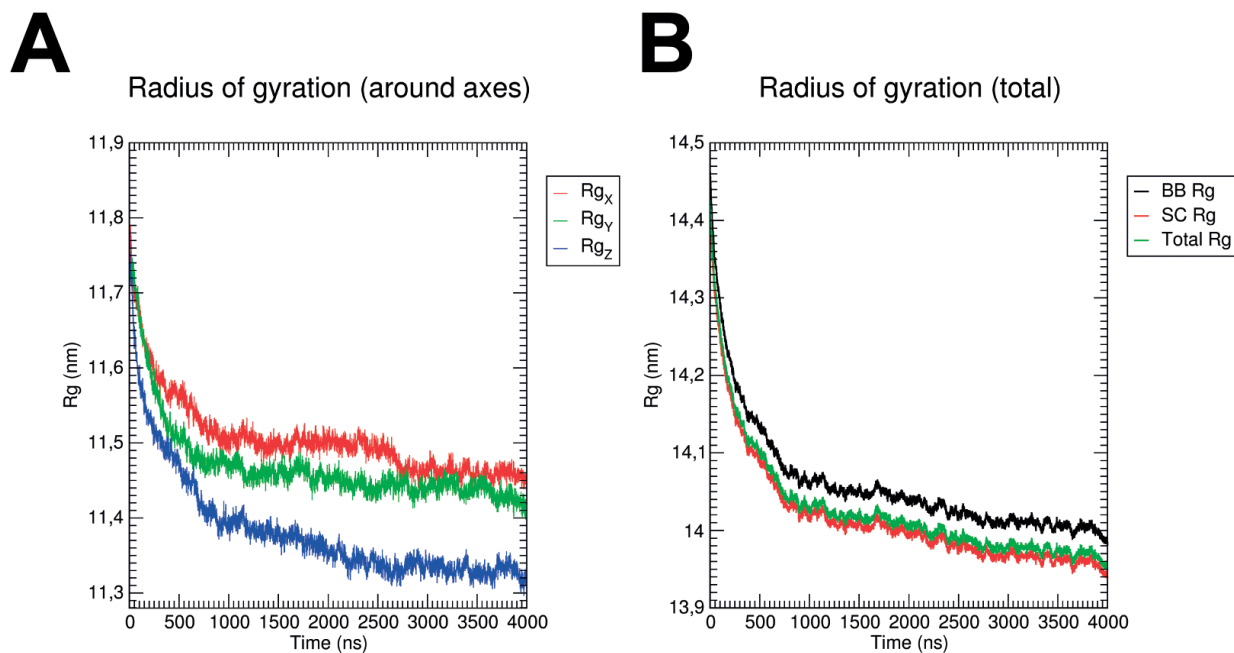 A
Radius of gyration (around axes)
Rg (nm)
11,9
11,8
11,7
11,6
11,5
11,4
11,3
0 500 1000 1500 2000 2500 3000 3500 4000
Time (ns)
RgX
RgY
RgZ
B
Radius of gyration (total)
Rg (nm)
14,5
14,4
14,3
14,2
14,1
14
13,9
0 500 1000 1500 2000 2500 3000 3500 4000
Time (ns)
BB Rg
SC Rg
Total Rg